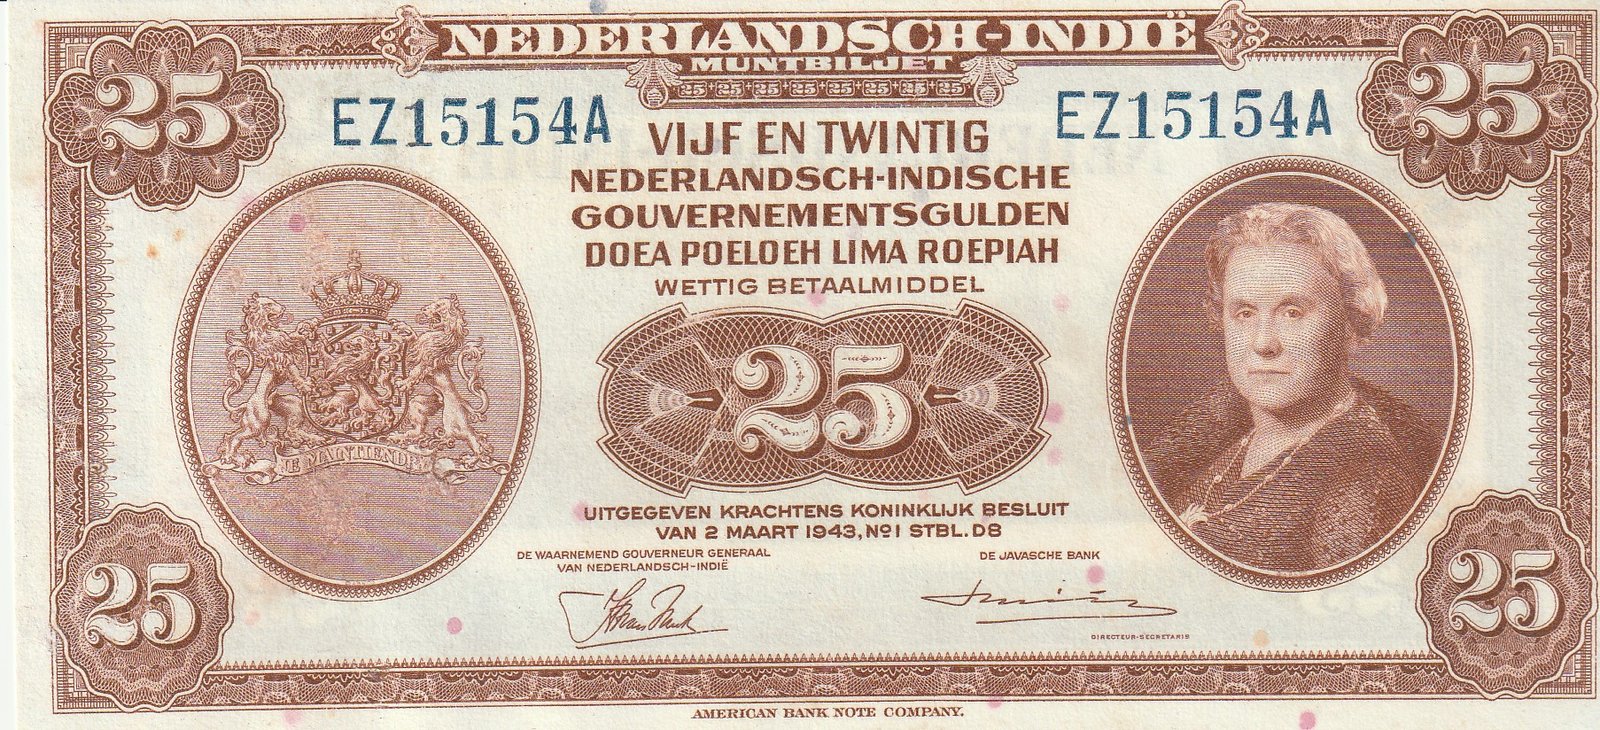 NEDERLANDSCH-INDIË
MUNTBILJET
25 25
25+25+25+25+25+25+25
EZ15154A EZ15154A
VIJF EN TWINTIG
NEDERLANDSCH-INDISCHE
GOUVERNEMENTSGULDEN
DOEA POELOEH LIMA ROEPIAH
WETTIG BETAALMIDDEL
25
JE MAINTIENDRAI
UITGEGEVEN KRACHTENS KONINKLIJK BESLUIT
VAN 2 MAART 1943, No 1 STBL. D8
DE WAARNEMEND GOUVERNEUR GENERAAL
VAN NEDERLANDSCH-INDIË
DE JAVASCHE BANK
DIRECTEUR-SECRETARIS
25 25
AMERICAN BANK NOTE COMPANY.